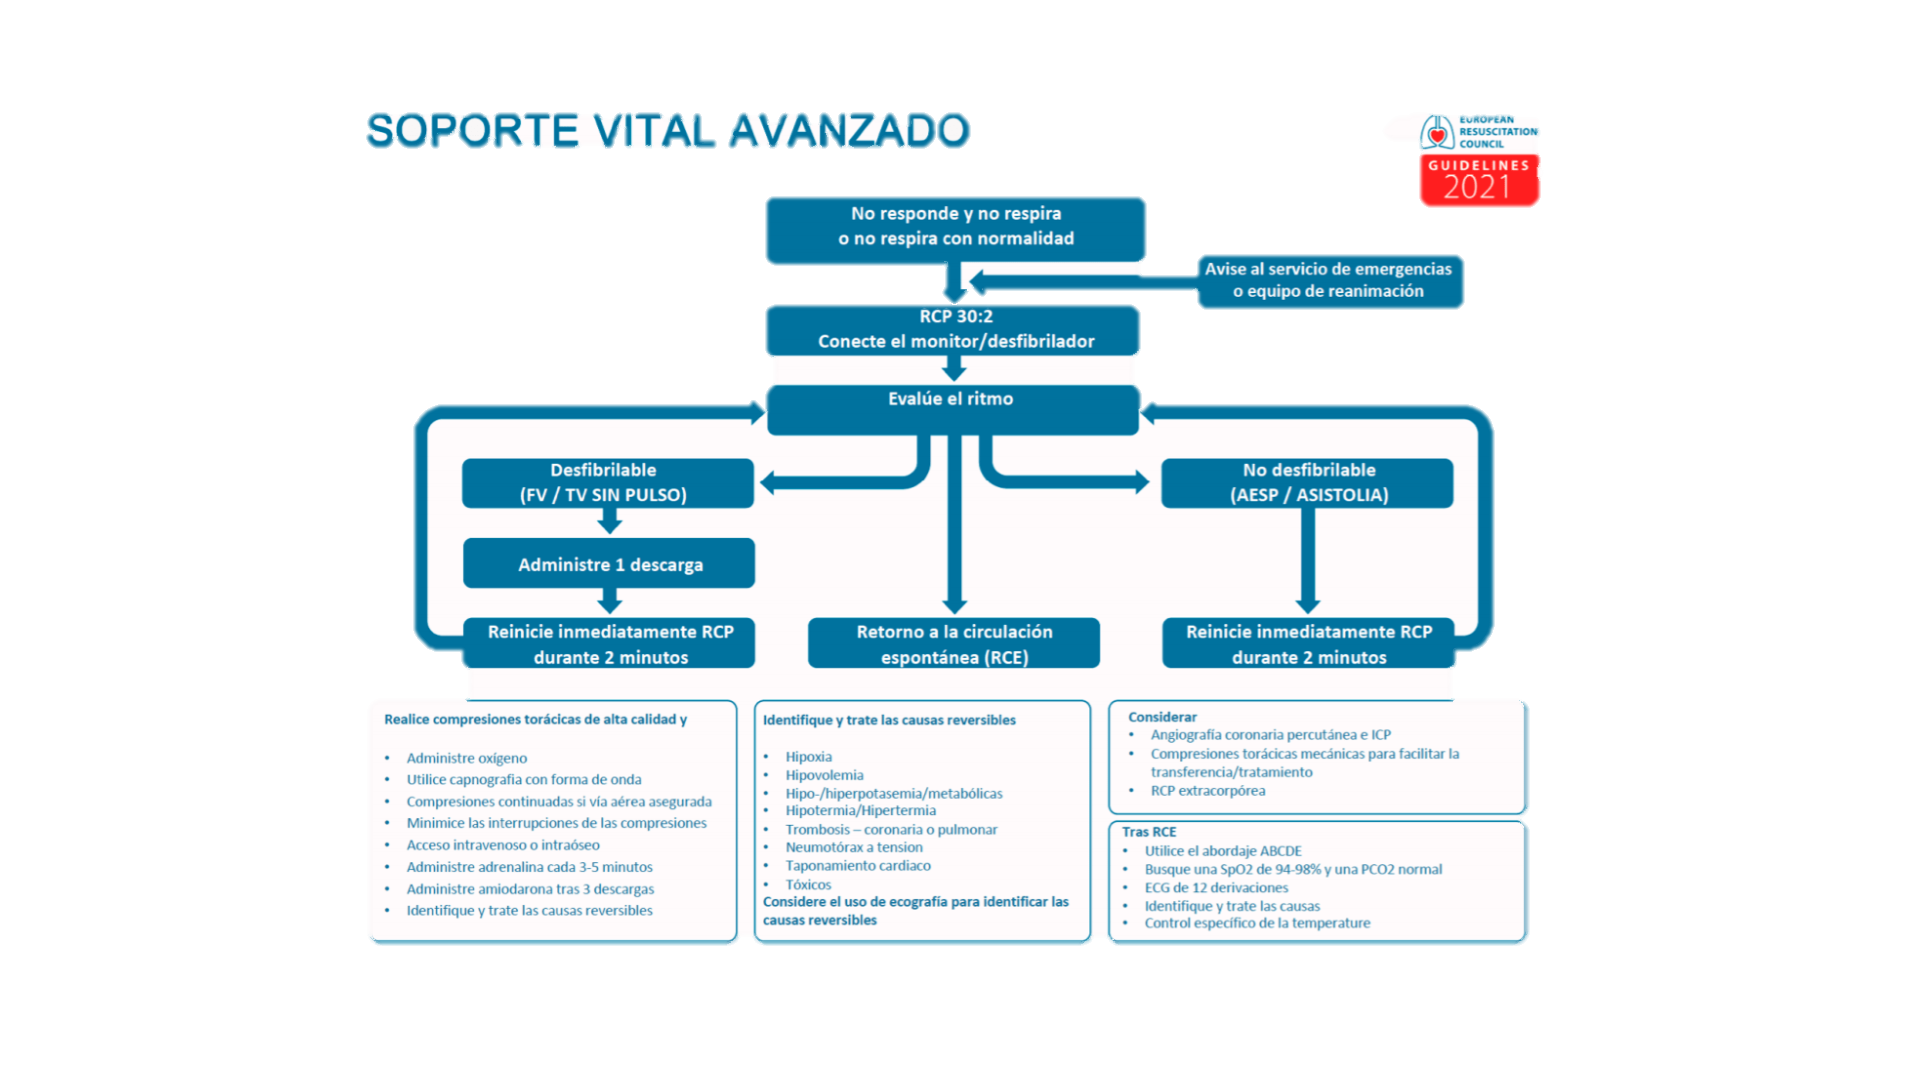 SOPORTE VITAL AVANZADO
EUROPEAN
RESUSCITATION
COUNCIL
GUIDELINES
2021
No responde y no respira
o no respira con normalidad
Avise al servicio de emergencias
o equipo de reanimación
RCP 30:2
Conecte el monitor/desfibrilador
Evalúe el ritmo
Desfibrilable
(FV / TV SIN PULSO)
No desfibrilable
(AESP / ASISTOLIA)
Administre 1 descarga
Reinicie inmediatamente RCP
durante 2 minutos
Retorno a la circulación
espontánea (RCE)
Reinicie inmediatamente RCP
durante 2 minutos
Realice compresiones torácicas de alta calidad y
• Administre oxígeno
• Utilice capnografia con forma de onda
• Compresiones continuadas si vía aérea asegurada
• Minimice las interrupciones de las compresiones
• Acceso intravenoso o intraóseo
• Administre adrenalina cada 3-5 minutos
• Administre amiodarona tras 3 descargas
• Identifique y trate las causas reversibles
Identifique y trate las causas reversibles
• Hipoxia
• Hipovolemia
• Hipo-/hiperpotasemia/metabólicas
• Hipotermia/Hipertermia
• Trombosis – coronaria o pulmonar
• Neumotórax a tension
• Taponamiento cardiaco
• Tóxicos
Considere el uso de ecografía para identificar las
causas reversibles
Considerar
• Angiografía coronaria percutánea e ICP
• Compresiones torácicas mecánicas para facilitar la
transferencia/tratamiento
• RCP extracorpórea
Tras RCE
• Utilice el abordaje ABCDE
• Busque una SpO2 de 94-98% y una PCO2 normal
• ECG de 12 derivaciones
• Identifique y trate las causas
• Control específico de la temperature